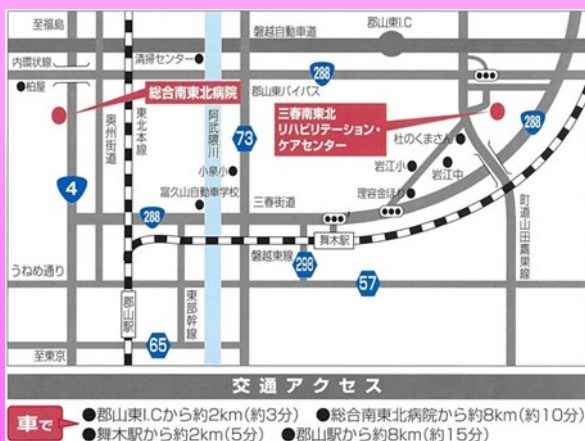 至福島
磐越自動車道
郡山東I.C
内環状線
清掃センター
288
柏屋
総合南東北病院
郡山東バイパス
三春南東北
リハビリテーション・
ケアセンター
288
奥州街道
東北本線
阿武隈川
73
杜のくまさん
小泉小
岩江小
岩江中
4
富久山自動車学校
理容金ほり
288
三春街道
舞木駅
町道山田鷹巣線
磐越東線
うねめ通り
298
57
郡山駅
東部幹線
65
至東京
交通アクセス
車で
●郡山東I.Cから約2km(約3分) ●総合南東北病院から約8km(約10分)
●舞木駅から約2km(5分) ●郡山駅から約8km(約15分)